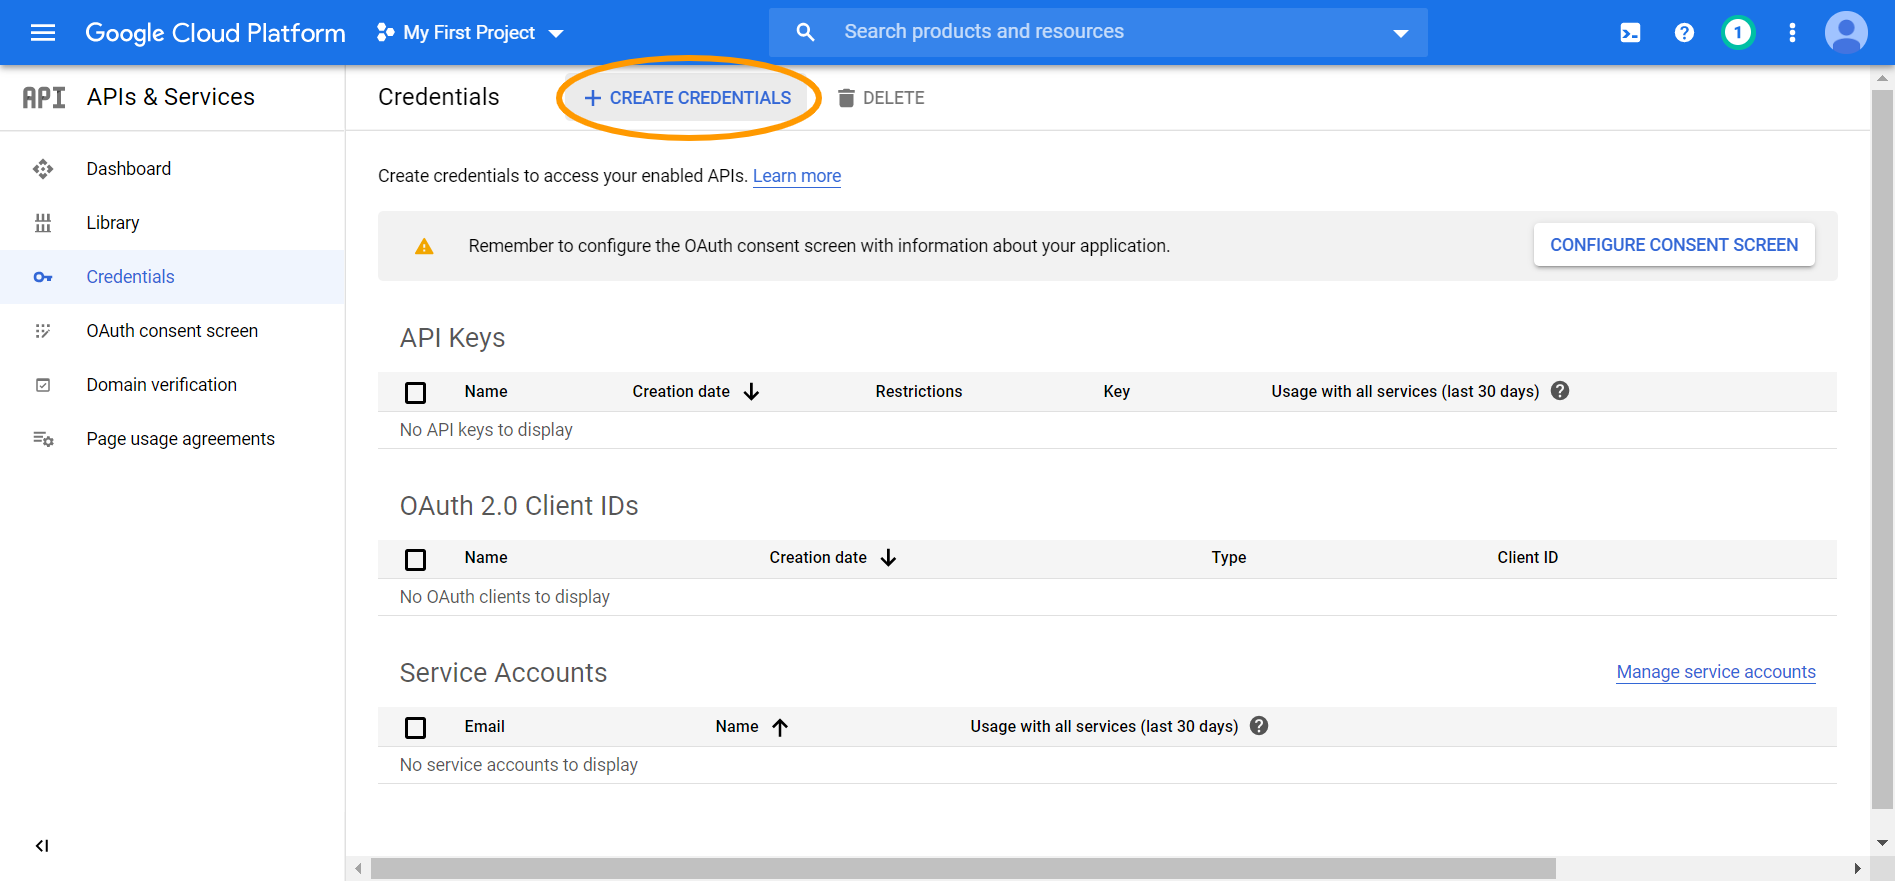 Google Cloud Platform
My First Project
Search products and resources
1
API APIs & Services
Credentials
CREATE CREDENTIALS
DELETE
Dashboard
Library
Credentials
OAuth consent screen
Domain verification
Page usage agreements
Create credentials to access your enabled APIs. Learn more
Remember to configure the OAuth consent screen with information about your application.
CONFIGURE CONSENT SCREEN
API Keys
Name Creation date Restrictions Key Usage with all services (last 30 days)
No API keys to display
OAuth 2.0 Client IDs
Name Creation date Type Client ID
No OAuth clients to display
Service Accounts
Manage service accounts
Email Name Usage with all services (last 30 days)
No service accounts to display